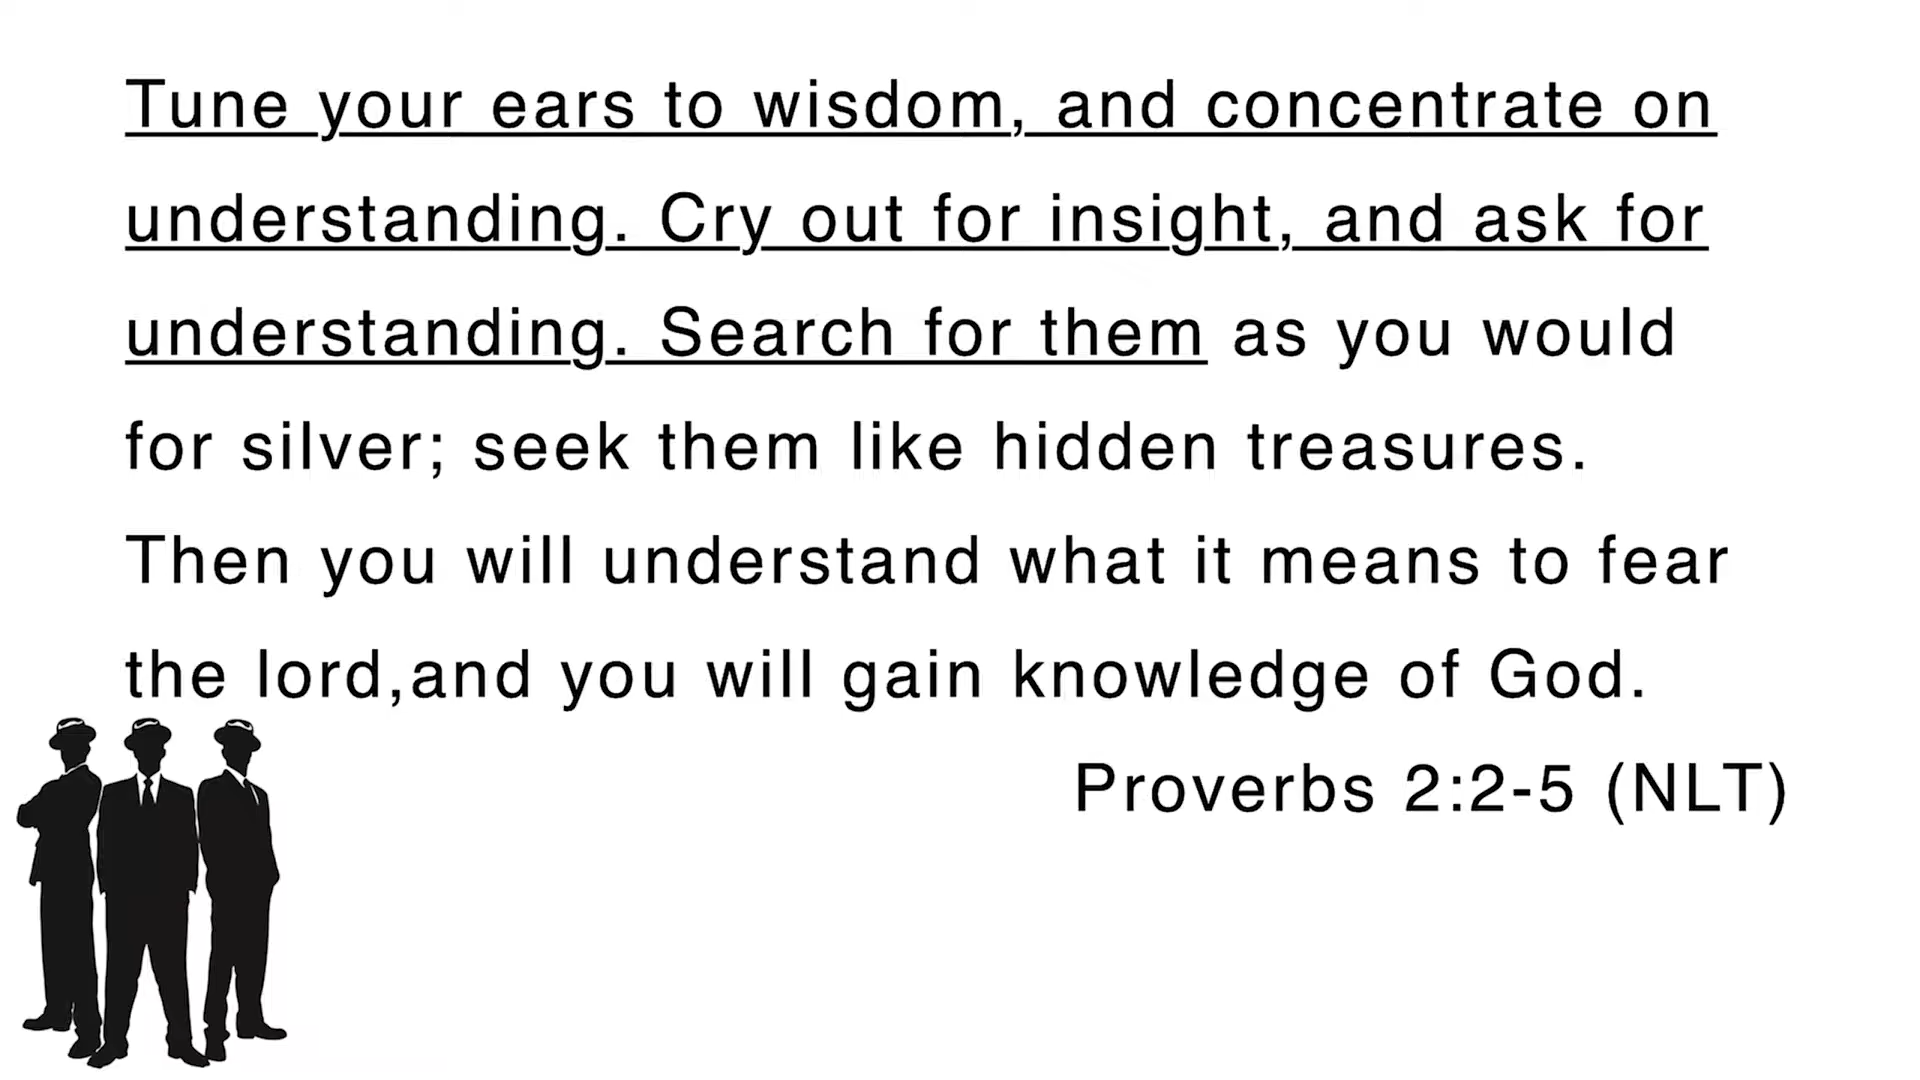 Tune your ears to wisdom, and concentrate on
understanding. Cry out for insight, and ask for
understanding. Search for them as you would
for silver; seek them like hidden treasures.
Then you will understand what it means to fear
the lord,and you will gain knowledge of God.
Proverbs 2:2-5 (NLT)